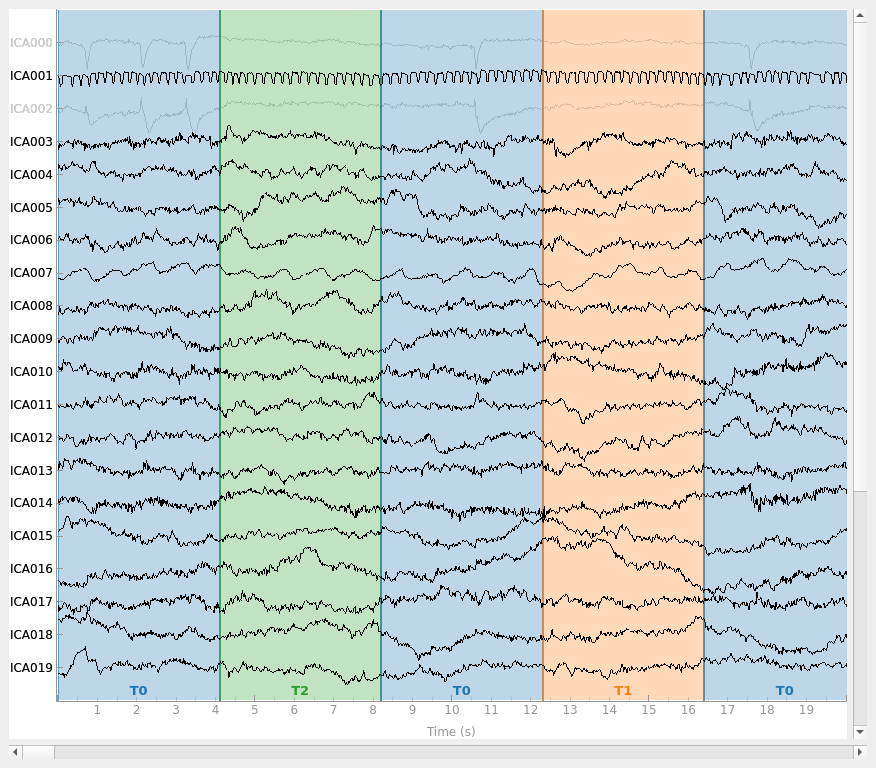 ICA000
ICA001
ICA002
ICA003
ICA004
ICA005
ICA006
ICA007
ICA008
ICA009
ICA010
ICA011
ICA012
ICA013
ICA014
ICA015
ICA016
ICA017
ICA018
ICA019
T0 T2 T0 T1 T0
1 2 3 4 5 6 7 8 9 10 11 12 13 14 15 16 17 18 19
Time (s)